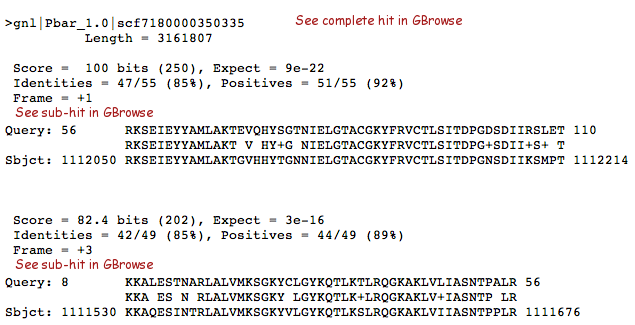 >gnl|Pbar_1.0|scf7180000350335 See complete hit in GBrowse
Length = 3161807
Score = 100 bits (250), Expect = 9e-22
Identities = 47/55 (85%), Positives = 51/55 (92%)
Frame = +1
See sub-hit in GBrowse
Query: 56 RKSEIEYYAMLAKTEVQHYSGTNIELGTACGKYFRVCTLSITDPGDSDIIRSLET 110
RKSEIEYYAMLAKT V HY+G NIELGTACGKYFRVCTLSITDPG+SDII+S+ T
Sbjct: 1112050 RKSEIEYYAMLAKTGVHHYTGNNIELGTACGKYFRVCTLSITDPGNSDIIKSMPT 1112214
Score = 82.4 bits (202), Expect = 3e-16
Identities = 42/49 (85%), Positives = 44/49 (89%)
Frame = +3
See sub-hit in GBrowse
Query: 8 KKALESTNARLALVMKSGKYCLGYKQTLKTLRQGKAKLVLIASNTPALR 56
KKA ES N RLALVMKSGKY LGYKQTLK+LRQGKAKLV+IASNTP LR
Sbjct: 1111530 KKAQESINTRLALVMKSGKYVLGYKQTLKSLRQGKAKLVIIASNTPPLR 1111676